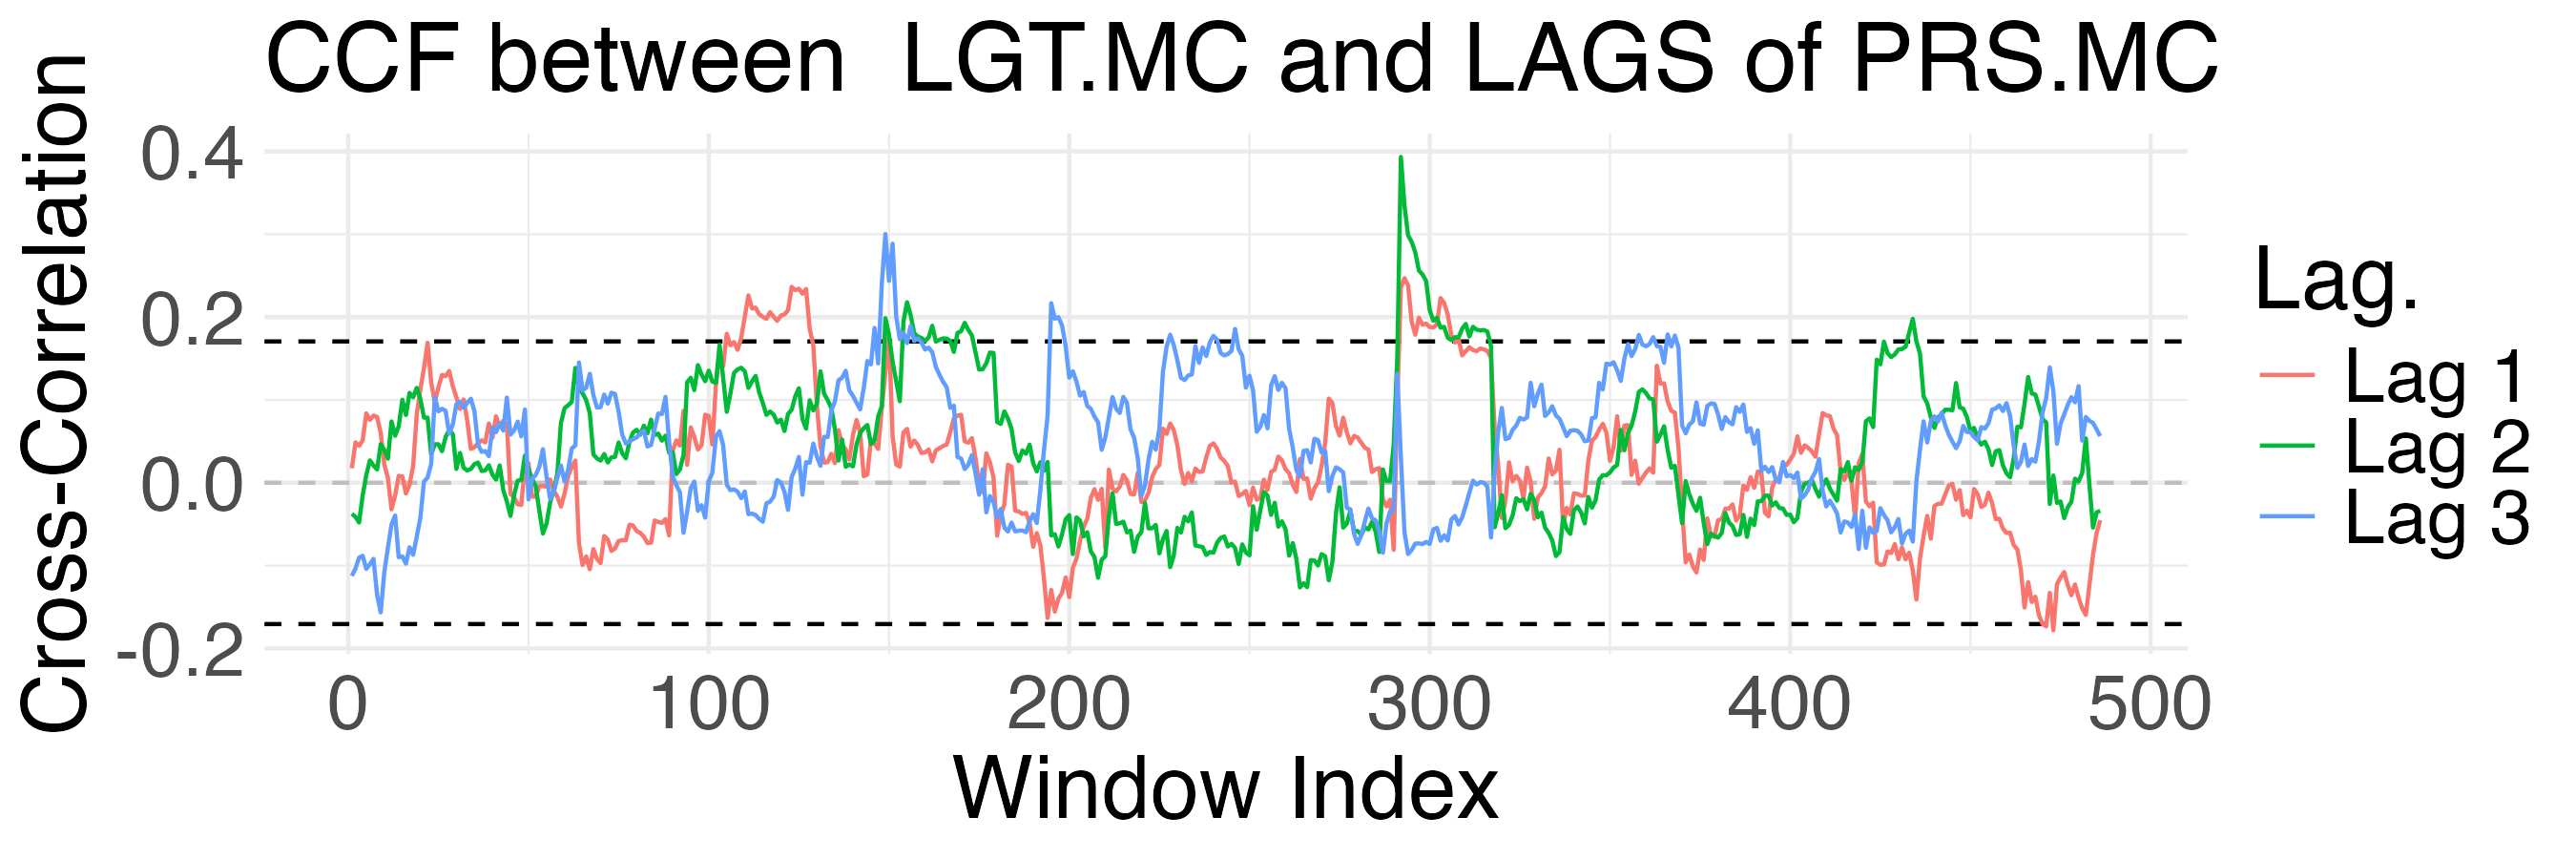 CCF between  LGT.MC and LAGS of PRS.MC
Cross-Correlation
0.4
0.2
0.0
-0.2
0 100 200 300 400 500
Window Index
Lag.
Lag 1
Lag 2
Lag 3